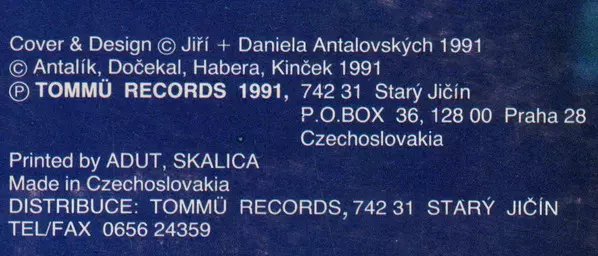 Cover & Design © Jiří + Daniela Antalovských 1991
© Antalík, Dočekal, Habera, Kinček 1991
℗ TOMMÜ RECORDS 1991, 742 31 Starý Jičín
P.O.BOX 36, 128 00 Praha 28
Czechoslovakia
Printed by ADUT, SKALICA
Made in Czechoslovakia
DISTRIBUCE: TOMMÜ RECORDS, 742 31 STARÝ JIČÍN
TEL/FAX 0656 24359